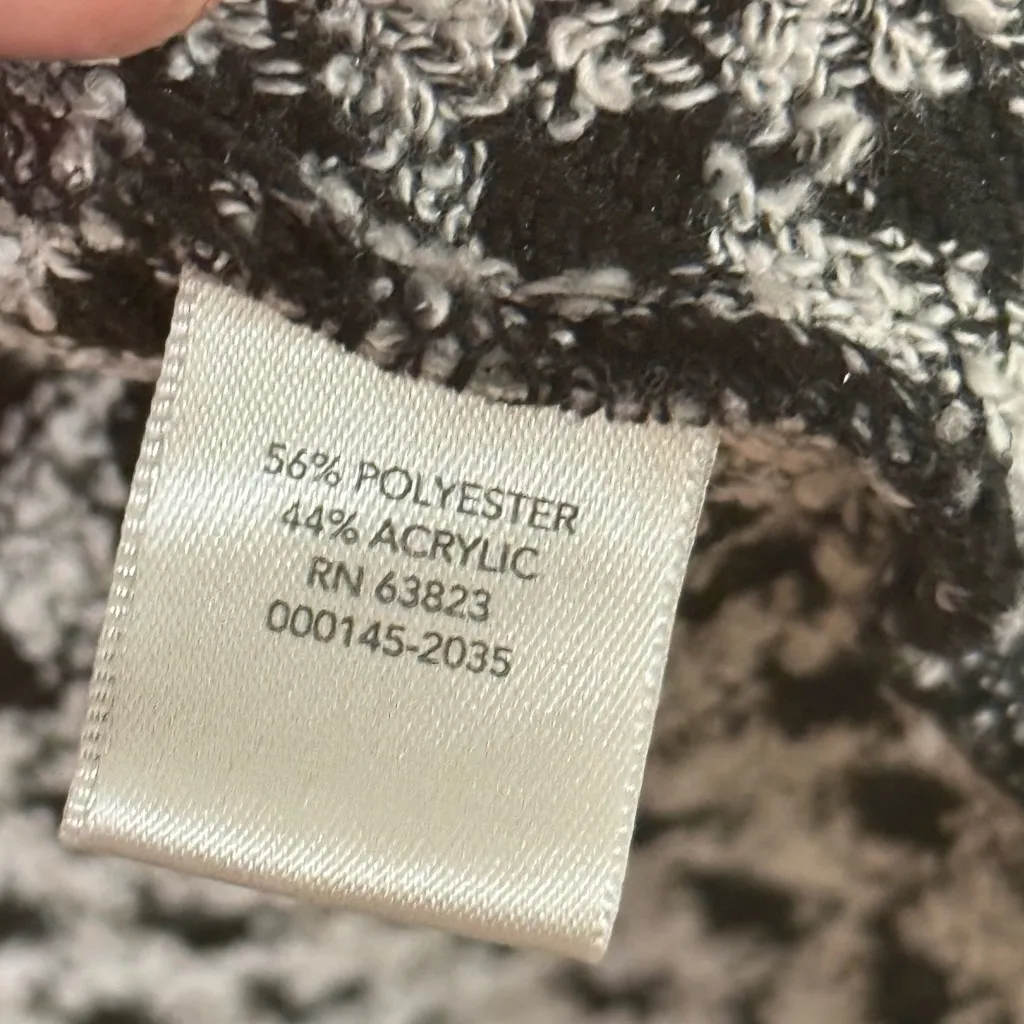 56% POLYESTER
44% ACRYLIC
RN 63823
000145-2035